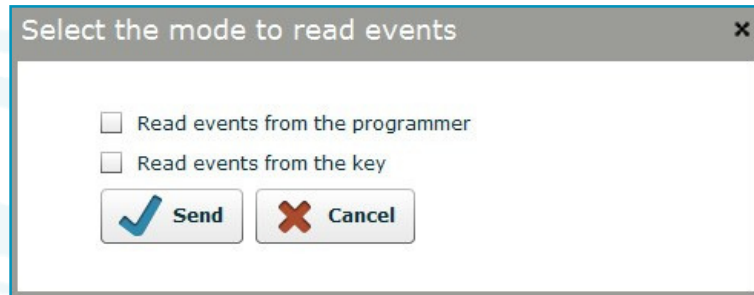 Select the mode to read events
Read events from the programmer
Read events from the key
Send Cancel